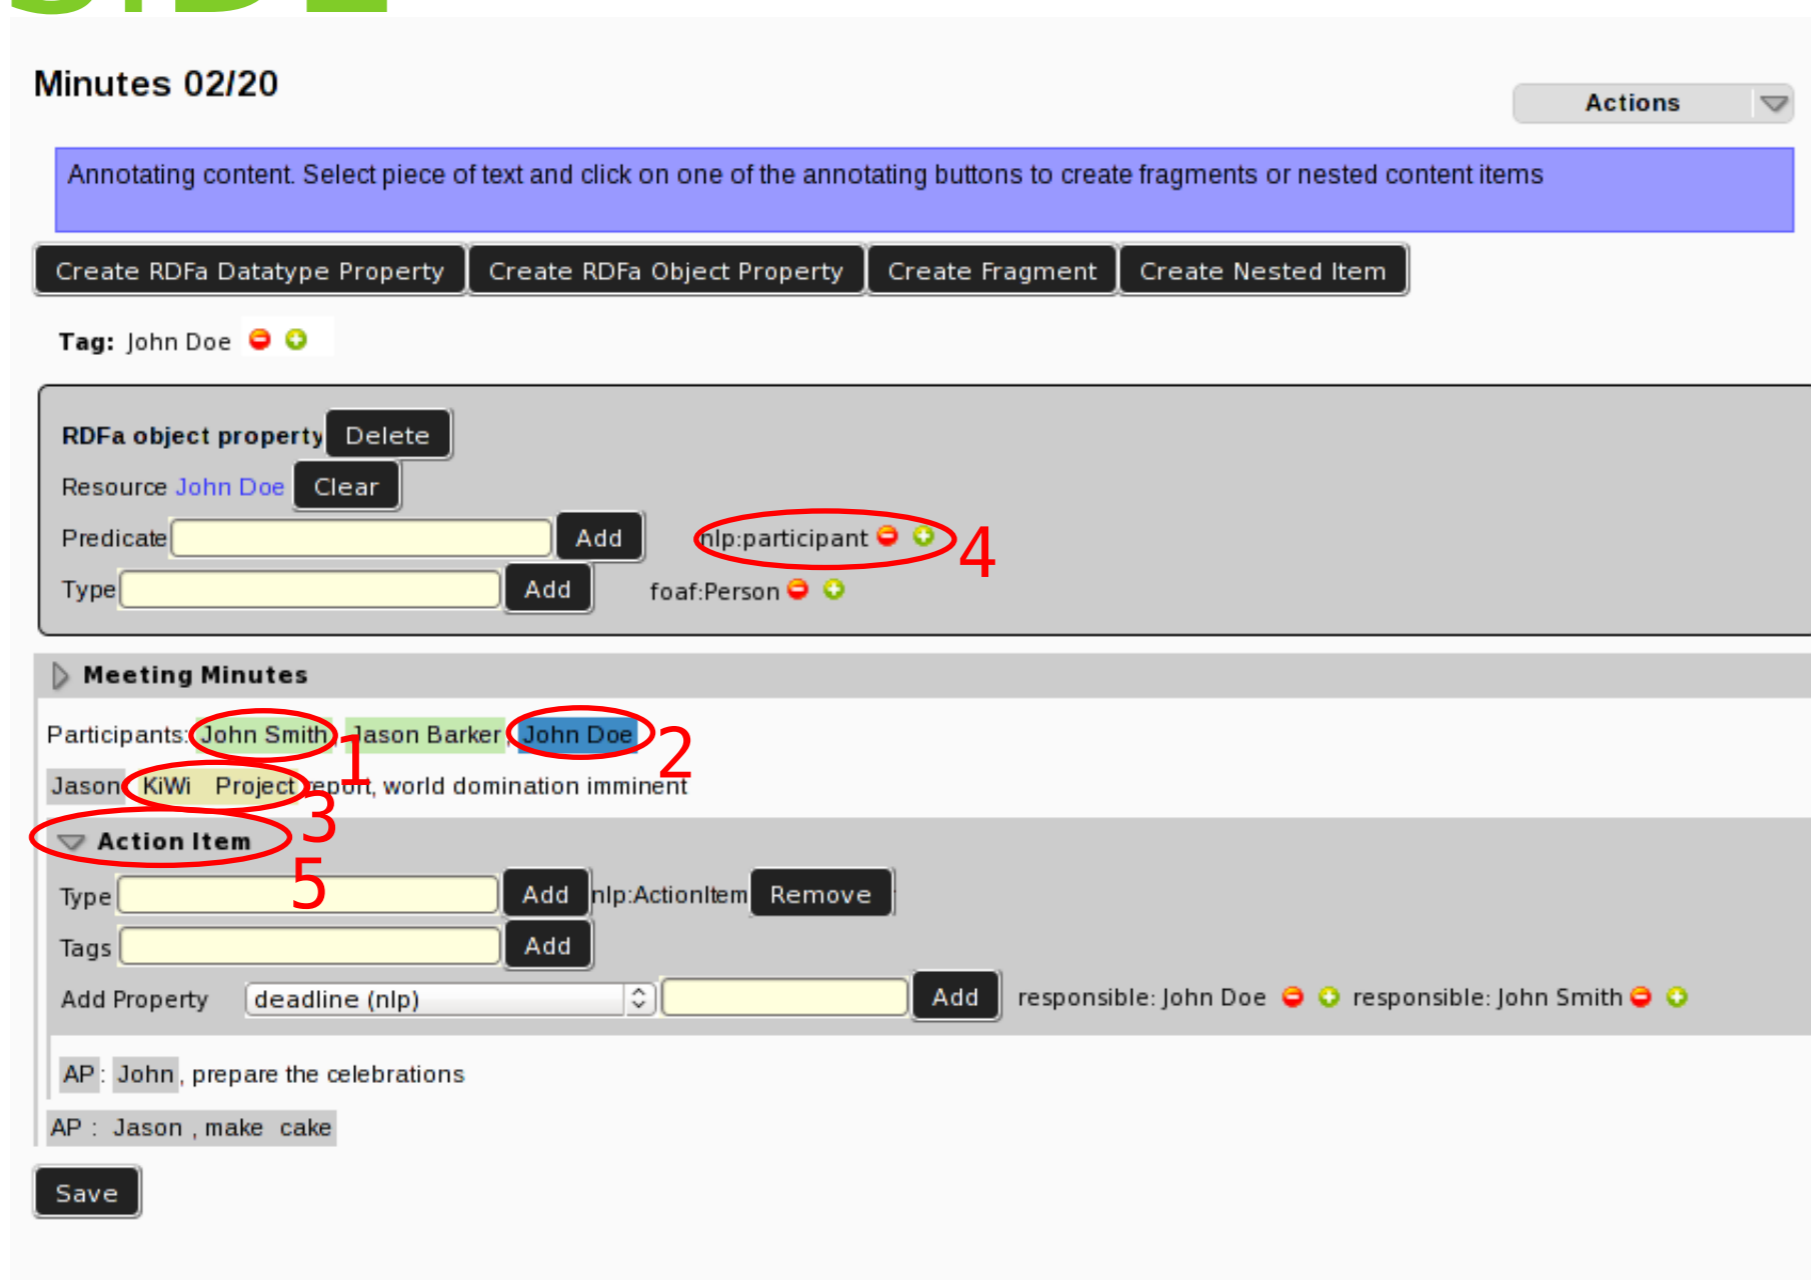 Minutes 02/20
Actions
Annotating content. Select piece of text and click on one of the annotating buttons to create fragments or nested content items
Create RDFa Datatype Property Create RDFa Object Property Create Fragment Create Nested Item
Tag: John Doe
RDFa object property Delete
Resource John Doe Clear
Predicate Add nlp:participant 4
Type Add foaf:Person
Meeting Minutes
Participants: John Smith, Jason Barker, John Doe 2
1
Jason KiWi Project report, world domination imminent
3
Action Item
5
Type Add nlp:ActionItem Remove
Tags Add
Add Property deadline (nlp) Add responsible: John Doe responsible: John Smith
AP: John, prepare the celebrations
AP : Jason , make cake
Save